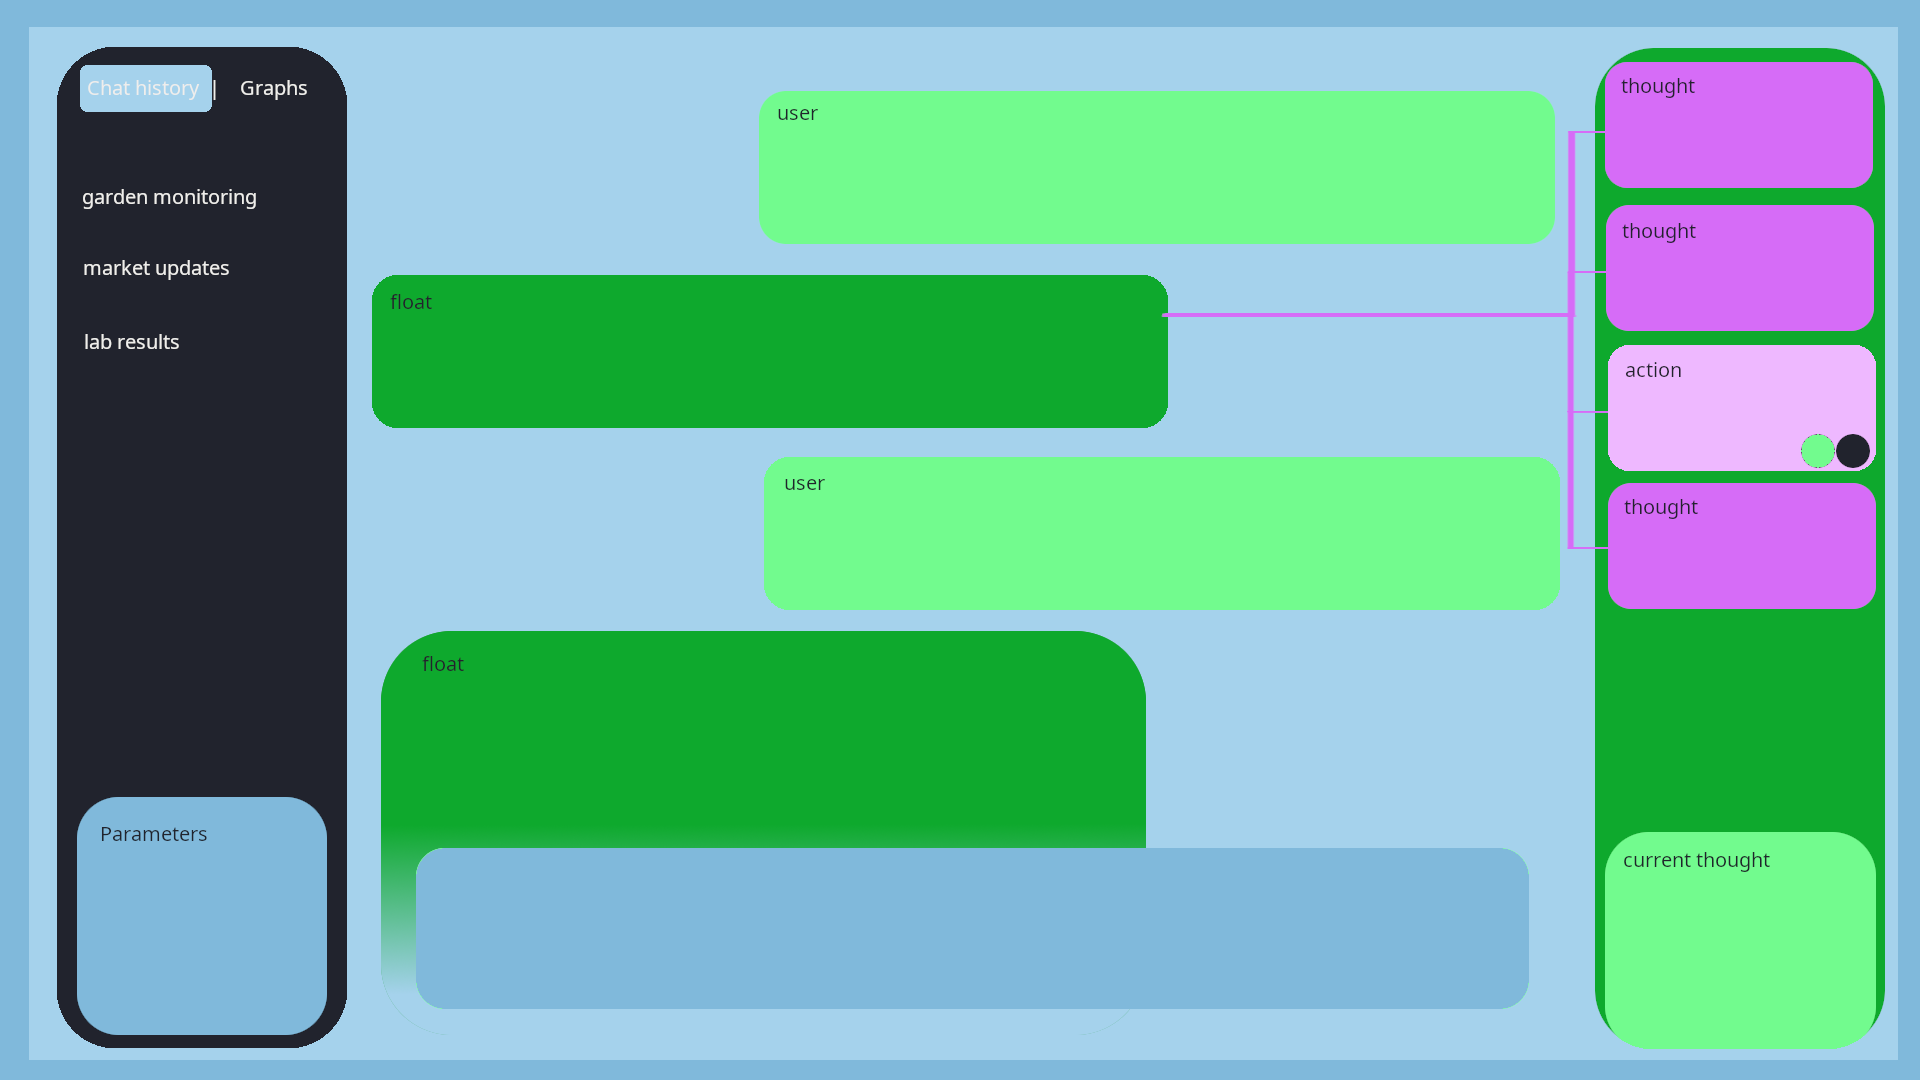 Chat history | Graphs
garden monitoring
market updates
lab results
Parameters
user
float
user
float
thought
thought
action
thought
current thought